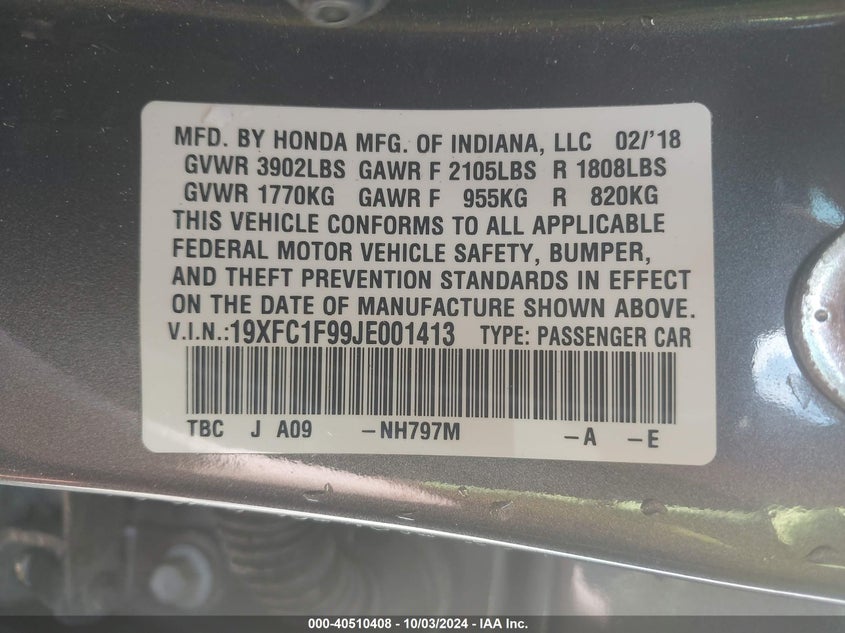 MFD. BY HONDA MFG. OF INDIANA, LLC 02/'18
GVWR 3902LBS GAWR F 2105LBS R 1808LBS
GVWR 1770KG GAWR F 955KG R 820KG
THIS VEHICLE CONFORMS TO ALL APPLICABLE
FEDERAL MOTOR VEHICLE SAFETY, BUMPER,
AND THEFT PREVENTION STANDARDS IN EFFECT
ON THE DATE OF MANUFACTURE SHOWN ABOVE.
V.I.N.:19XFC1F99JE001413 TYPE: PASSENGER CAR
TBC J A09 -NH797M -A -E
000-40510408 - 10/03/2024 - IAA Inc.